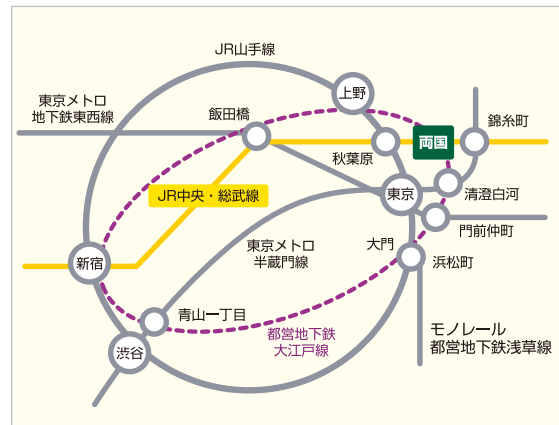 JR山手線
上野
東京メトロ
地下鉄東西線
飯田橋
錦糸町
両国
秋葉原
JR中央・総武線
東京
清澄白河
門前仲町
大門
浜松町
東京メトロ
半蔵門線
新宿
青山一丁目
都営地下鉄
大江戸線
渋谷
モノレール
都営地下鉄浅草線